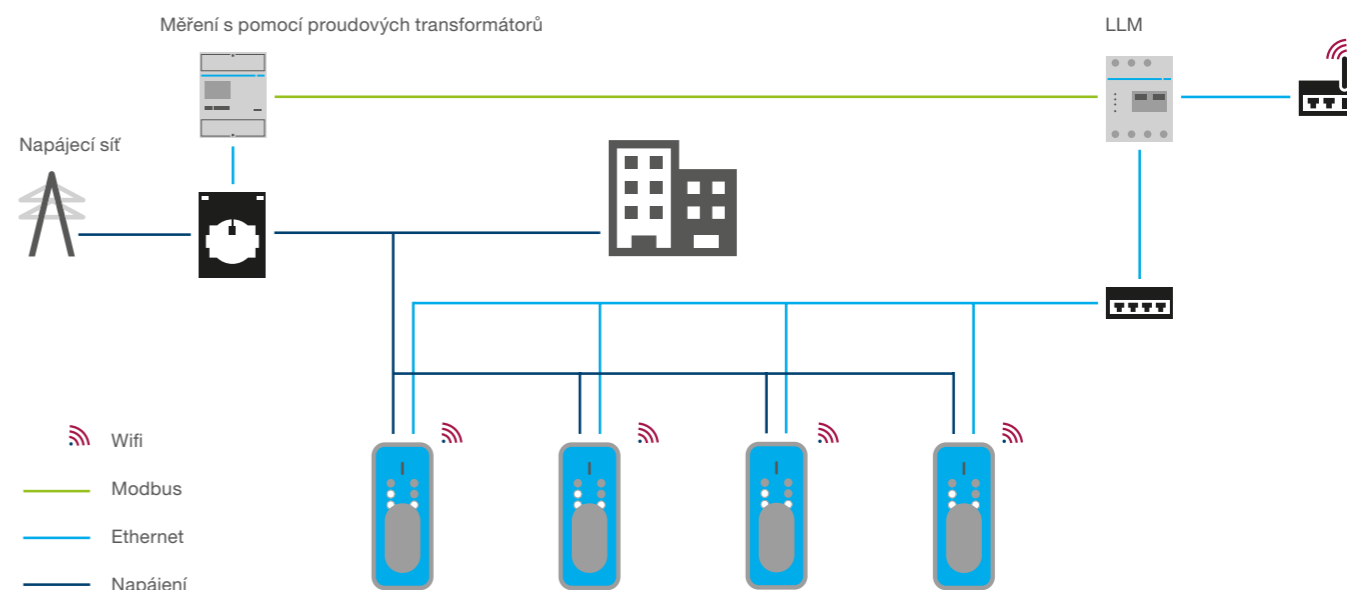 Měření s pomocí proudových transformátorů
LLM
Napájecí síť
Wifi
Modbus
Ethernet
Napájení